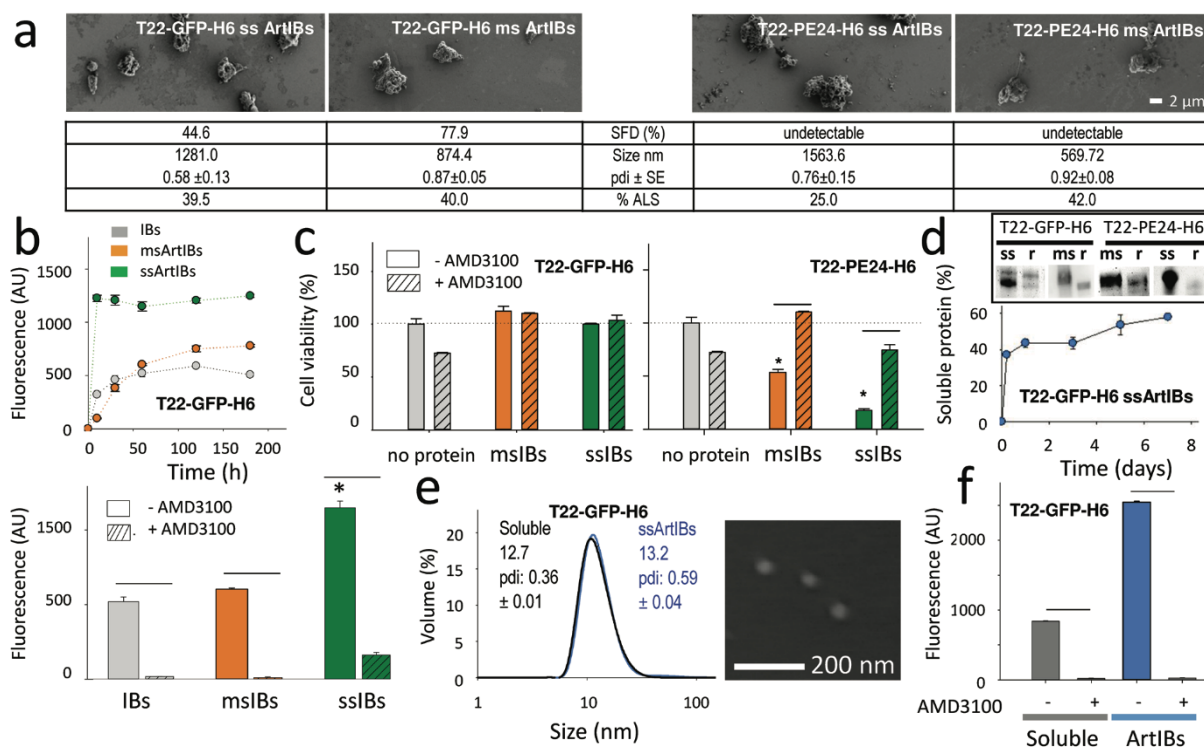 a
T22-GFP-H6 ss ArtIBs
T22-GFP-H6 ms ArtIBs
T22-PE24-H6 ss ArtIBs
T22-PE24-H6 ms ArtIBs
2 µm
44.6 77.9 SFD (%) undetectable undetectable
1281.0 874.4 Size nm 1563.6 569.72
0.58 ±0.13 0.87±0.05 pdi ± SE 0.76±0.15 0.92±0.08
39.5 40.0 % ALS 25.0 42.0
b
IBs
msArtIBs
ssArtIBs
Fluorescence (AU)
1500
1000
500
0
T22-GFP-H6
0 50 100 150 200
Time (h)
- AMD3100
+ AMD3100
*
Fluorescence (AU)
1500
500
0
IBs msIBs ssIBs
c
Cell viability (%)
150
100
50
0
- AMD3100
+ AMD3100
T22-GFP-H6
no protein msIBs ssIBs
T22-PE24-H6
*
*
no protein msIBs ssIBs
d
T22-GFP-H6 T22-PE24-H6
ss r ms r ms r ss r
Soluble protein (%)
60
40
20
0
T22-GFP-H6 ssArtIBs
0 2 4 6 8
Time (days)
e
T22-GFP-H6
Volume (%)
20
15
10
5
0
Soluble
12.7
pdi: 0.36
± 0.01
ssArtIBs
13.2
pdi: 0.59
± 0.04
1 10 100
Size (nm)
200 nm
f
T22-GFP-H6
Fluorescence (AU)
2000
1000
0
AMD3100 - + - +
Soluble ArtIBs